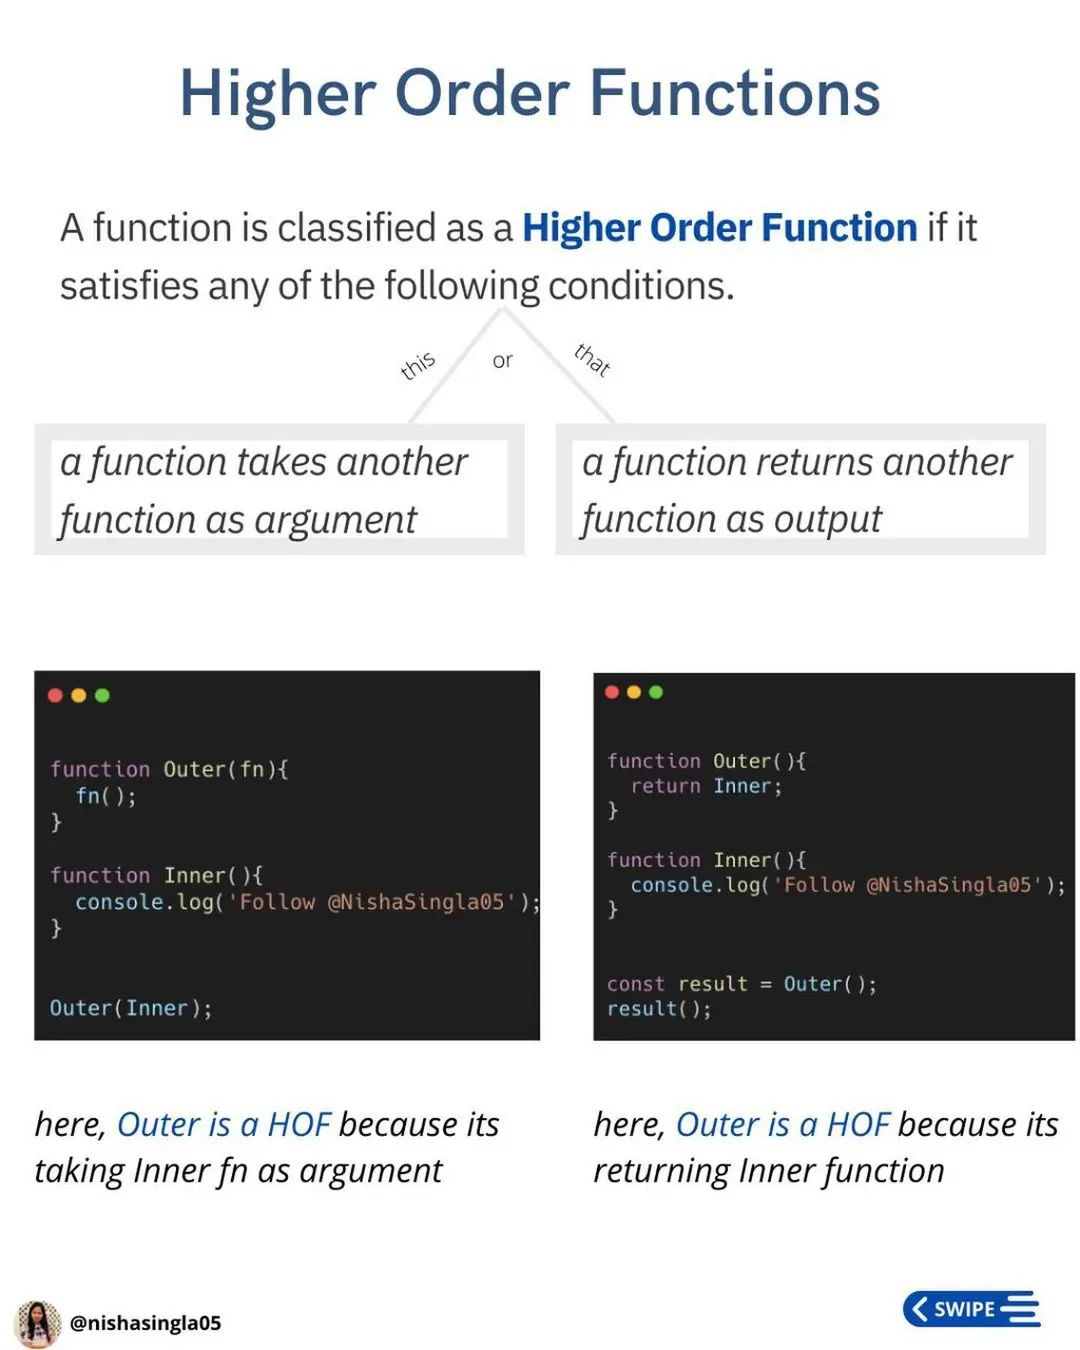 Higher Order Functions
A function is classified as a Higher Order Function if it
satisfies any of the following conditions.
this
or
that
a function takes another
function as argument
a function returns another
function as output
function Outer(fn){
  fn();
}
function Inner(){
  console.log('Follow @NishaSingla05');
}
Outer(Inner);
function Outer(){
  return Inner;
}
function Inner(){
  console.log('Follow @NishaSingla05');
}
const result = Outer();
result();
here, Outer is a HOF because its
taking Inner fn as argument
here, Outer is a HOF because its
returning Inner function
@nishasingla05
SWIPE